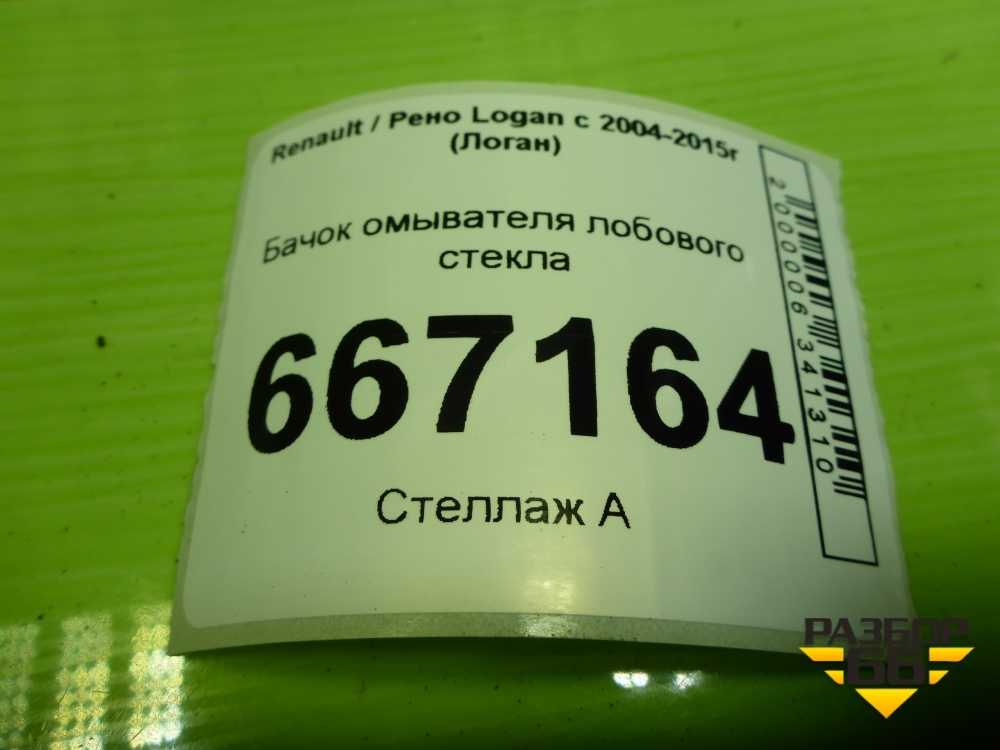 Renault / Рено Logan с 2004-2015г
(Логан)
Бачок омывателя лобового
стекла
667164
Стеллаж А
2000006341310
РАЗБОР
66